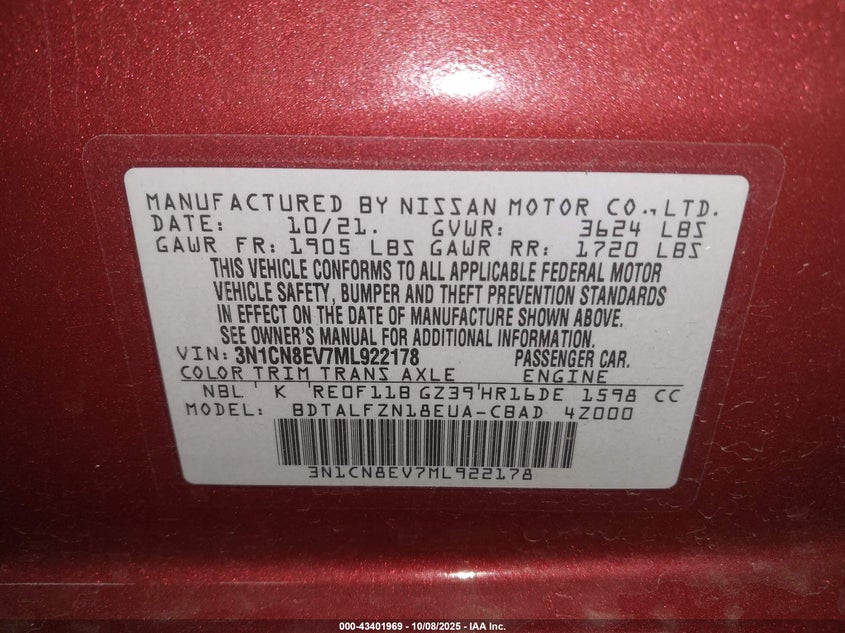 MANUFACTURED BY NISSAN MOTOR CO., LTD.
DATE: 10/21. GVWR: 3624 LBS
GAWR FR: 1905 LBS GAWR RR: 1720 LBS
THIS VEHICLE CONFORMS TO ALL APPLICABLE FEDERAL MOTOR
VEHICLE SAFETY, BUMPER AND THEFT PREVENTION STANDARDS
IN EFFECT ON THE DATE OF MANUFACTURE SHOWN ABOVE.
SEE OWNER'S MANUAL FOR ADDITIONAL INFORMATION.
VIN: 3N1CN8EV7ML922178 PASSENGER CAR.
COLOR TRIM TRANS AXLE ENGINE
NBL K RE0F11B GZ39 HR16DE 1598 CC
MODEL: BDTALFZN18EUA-CBAD 4Z000
3N1CN8EV7ML922178
000-43401969 - 10/08/2025 - IAA Inc.